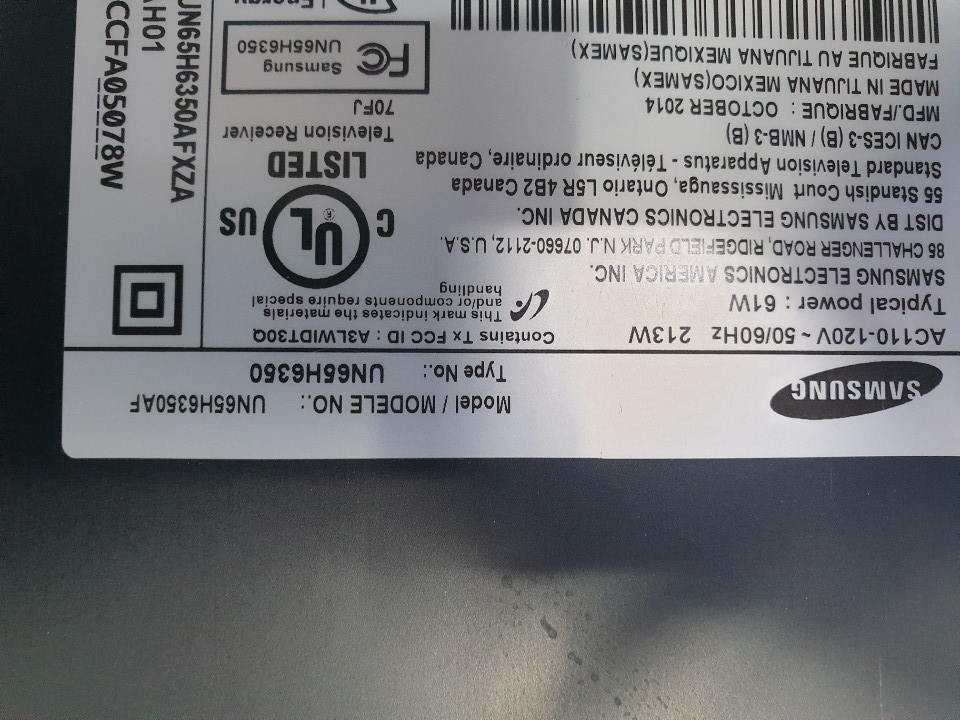 SAMSUNG
Model / MODELE NO.: UN65H6350AF
Type No.: UN65H6350
AC110-120V ~ 50/60Hz 213W
Typical power : 61W
SAMSUNG ELECTRONICS AMERICA INC.
85 CHALLENGER ROAD, RIDGEFIELD PARK N.J. 07660-2112, U.S.A.
DIST BY SAMSUNG ELECTRONICS CANADA INC.
55 Standish Court Mississauga, Ontario L5R 4B2 Canada
Standard Television Apparatus - Téléviseur ordinaire, Canada
CAN ICES-3 (B) / NMB-3 (B)
MFD./FABRIQUE : OCTOBER 2014
MADE IN TIJUANA MEXICO(SAMEX)
FABRIQUE AU TIJUANA MEXIQUE(SAMEX)
Contains Tx FCC ID : A3LWIDT30Q
This mark indicates the materials
and/or components require special
handling
C UL US
®
LISTED
Television Receiver
70FJ
FC Samsung
UN65H6350
Energy
UN65H6350AFXZA
AH01
CCFA05078W